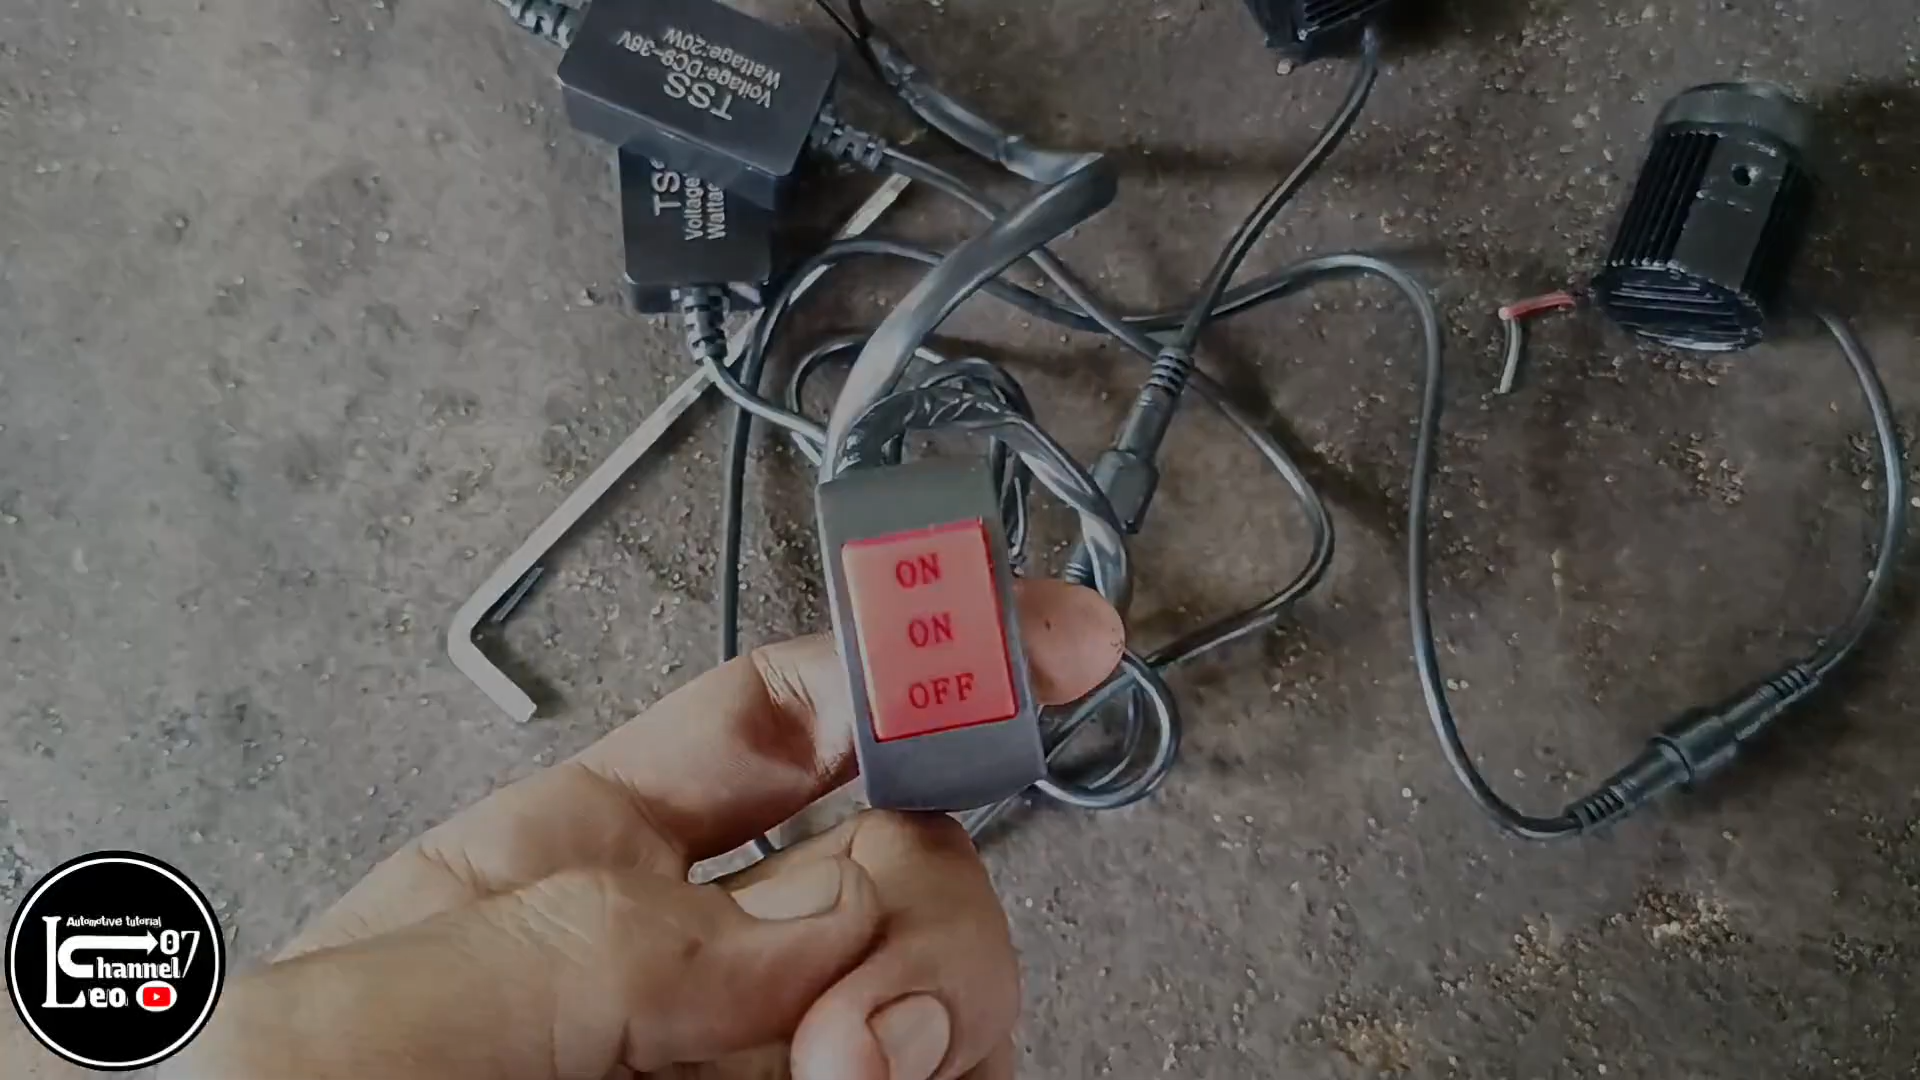 TSS
Voltage:DC9-36V
Wattage:20W
TS
Voltage
Watta
ON
ON
OFF
Automotive tutorial
07
Channel
Leo